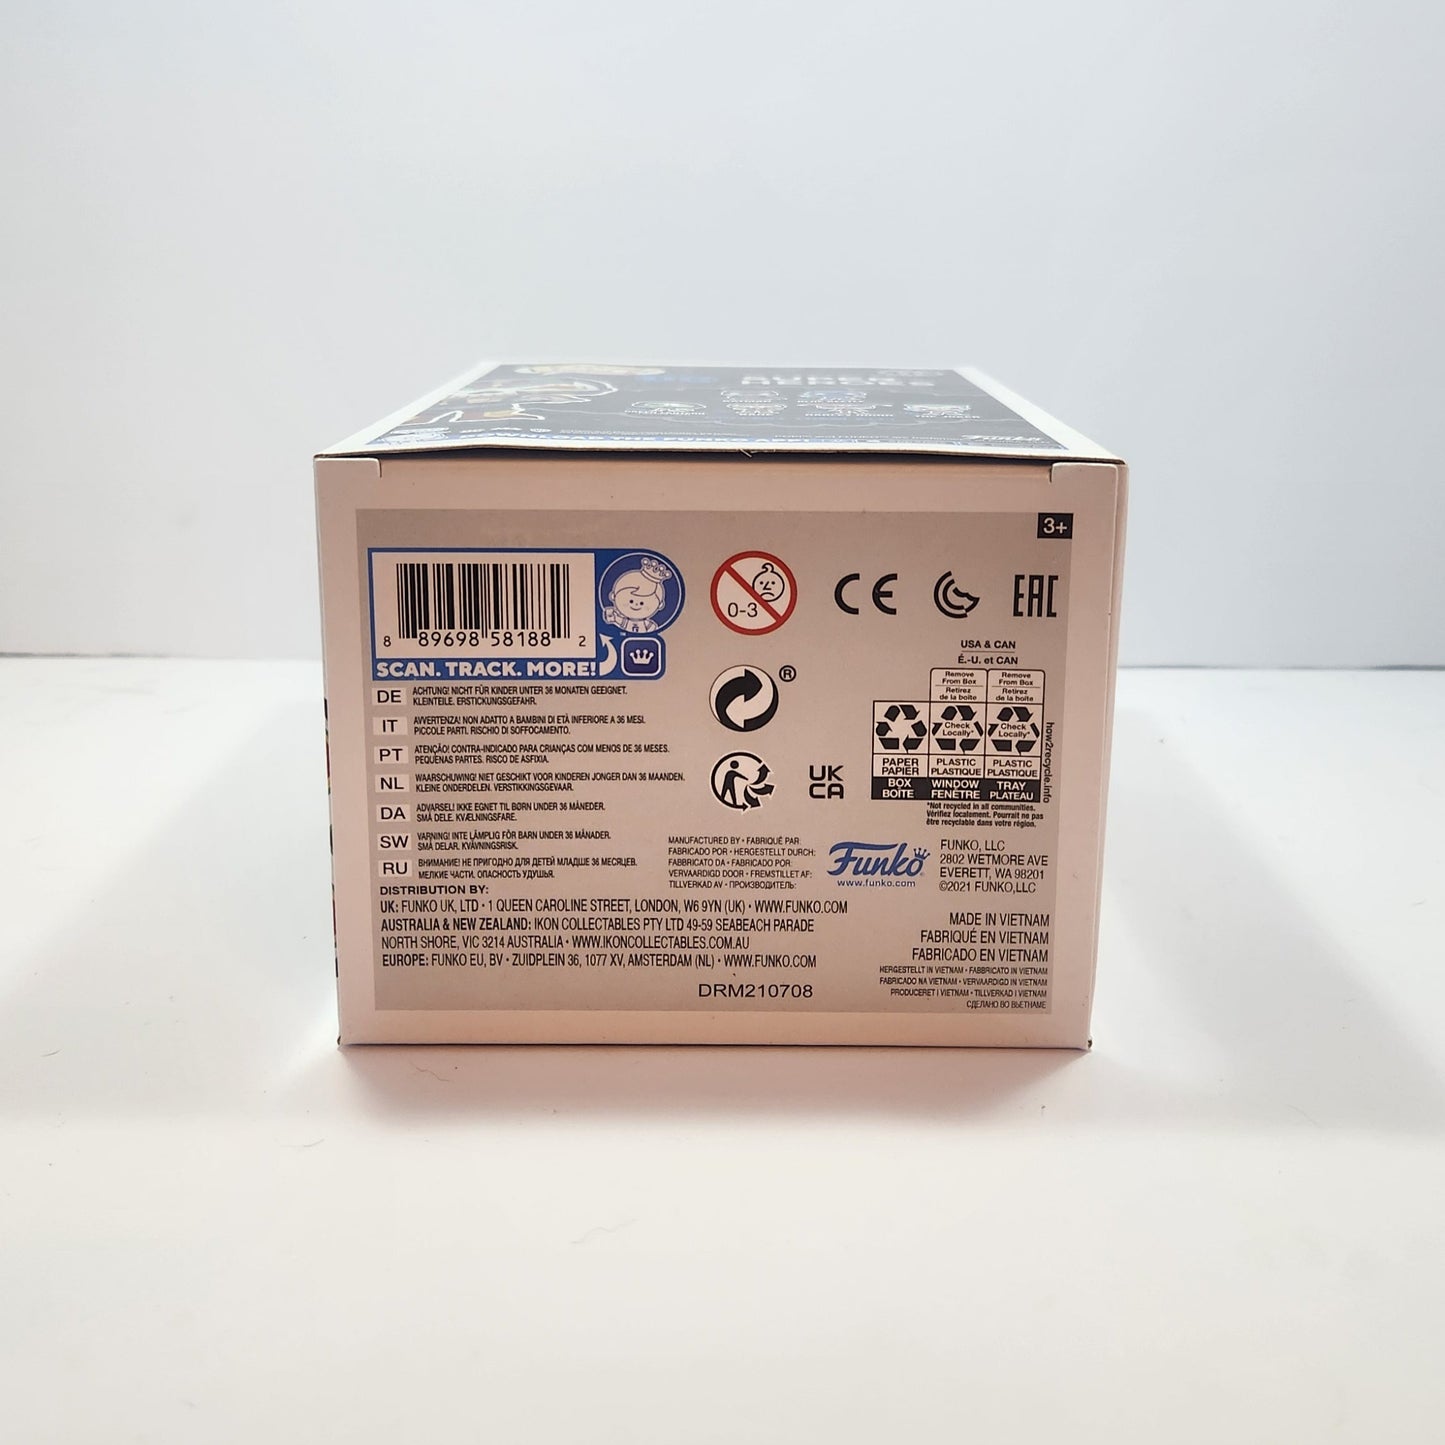 3+
8 89698 58188 2
SCAN. TRACK. MORE!
0-3
CE
EAC
®
UK
CA
USA & CAN
É.-U. et CAN
Remove
From Box
Retirez
de la boîte
Remove
From Box
Retirez
de la boîte
Check
Locally*
Check
Locally*
PAPER
PAPIER
PLASTIC
PLASTIQUE
PLASTIC
PLASTIQUE
BOX
BOÎTE
WINDOW
FENÊTRE
TRAY
PLATEAU
how2recycle.info
*Not recycled in all communities.
Vérifiez localement. Pourrait ne pas
être recyclable dans votre région.
DE ACHTUNG! NICHT FÜR KINDER UNTER 36 MONATEN GEEIGNET.
KLEINTEILE. ERSTICKUNGSGEFAHR.
IT AVVERTENZA! NON ADATTO A BAMBINI DI ETÀ INFERIORE A 36 MESI.
PICCOLE PARTI. RISCHIO DI SOFFOCAMENTO.
PT ATENÇÃO! CONTRA-INDICADO PARA CRIANÇAS COM MENOS DE 36 MESES.
PEQUENAS PARTES. RISCO DE ASFIXIA.
NL WAARSCHUWING! NIET GESCHIKT VOOR KINDEREN JONGER DAN 36 MAANDEN.
KLEINE ONDERDELEN. VERSTIKKINGSGEVAAR.
DA ADVARSEL! IKKE EGNET TIL BØRN UNDER 36 MÅNEDER.
SMÅ DELE. KVÆLNINGSFARE.
SW VARNING! INTE LÄMPLIG FÖR BARN UNDER 36 MÅNADER.
SMÅ DELAR. KVÄVNINGSRISK.
RU ВНИМАНИЕ! НЕ ПРИГОДНО ДЛЯ ДЕТЕЙ МЛАДШЕ 36 МЕСЯЦЕВ.
МЕЛКИЕ ЧАСТИ. ОПАСНОСТЬ УДУШЬЯ.
MANUFACTURED BY • FABRIQUÉ PAR
FABRICADO POR • HERGESTELLT DURCH:
FABBRICATO DA • FABRICADO POR:
VERVAARDIGD DOOR • FREMSTILLET AF:
TILLVERKAD AV • ПРОИЗВОДИТЕЛЬ:
Funko
www.funko.com
FUNKO, LLC
2802 WETMORE AVE
EVERETT, WA 98201
©2021 FUNKO,LLC
DISTRIBUTION BY:
UK: FUNKO UK, LTD • 1 QUEEN CAROLINE STREET, LONDON, W6 9YN (UK) • WWW.FUNKO.COM
AUSTRALIA & NEW ZEALAND: IKON COLLECTABLES PTY LTD 49-59 SEABEACH PARADE
NORTH SHORE, VIC 3214 AUSTRALIA • WWW.IKONCOLLECTABLES.COM.AU
EUROPE: FUNKO EU, BV • ZUIDPLEIN 36, 1077 XV, AMSTERDAM (NL) • WWW.FUNKO.COM
DRM210708
MADE IN VIETNAM
FABRIQUÉ EN VIETNAM
FABRICADO EN VIETNAM
HERGESTELLT IN VIETNAM • FABBRICATO IN VIETNAM
FABRICADO NA VIETNAM • VERVAARDIGD IN VIETNAM
PRODUCERET I VIETNAM • TILLVERKAD I VIETNAM
СДЕЛАНО ВО ВЬЕТНАМЕ